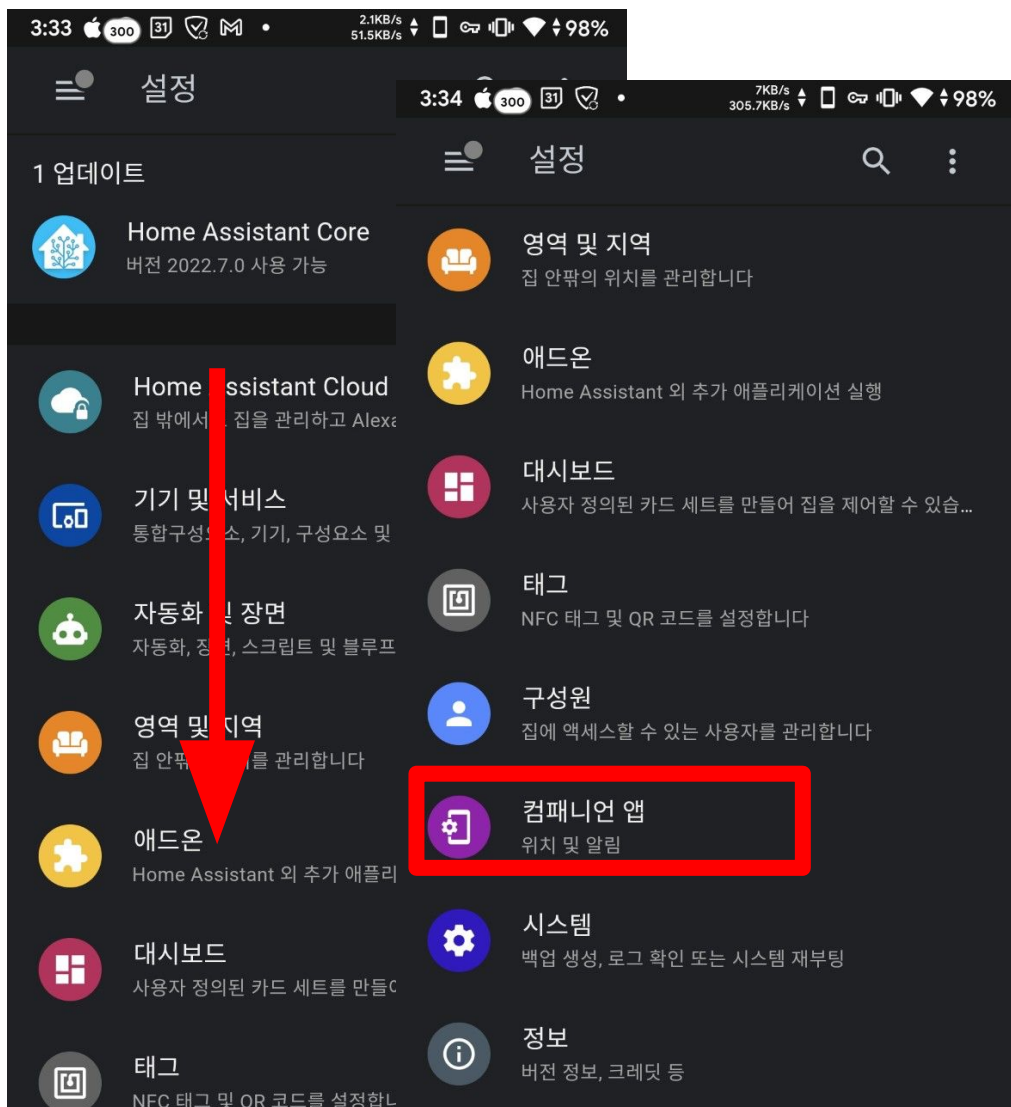 3:33 300 31 2.1KB/s 51.5KB/s 98%
설정
1 업데이트
Home Assistant Core
버전 2022.7.0 사용 가능
Home Assistant Cloud
집 밖에서 집을 관리하고 Alexa
기기 및 서비스
통합구성요소, 기기, 구성요소 및
자동화 및 장면
자동화, 장면, 스크립트 및 블루프
영역 및 지역
집 안팎의 위치를 관리합니다
애드온
Home Assistant 외 추가 애플리
대시보드
사용자 정의된 카드 세트를 만들어
태그
NFC 태그 및 QR 코드를 설정합니
3:34 300 31 7KB/s 305.7KB/s 98%
설정
영역 및 지역
집 안팎의 위치를 관리합니다
애드온
Home Assistant 외 추가 애플리케이션 실행
대시보드
사용자 정의된 카드 세트를 만들어 집을 제어할 수 있습...
태그
NFC 태그 및 QR 코드를 설정합니다
구성원
집에 액세스할 수 있는 사용자를 관리합니다
컴패니언 앱
위치 및 알림
시스템
백업 생성, 로그 확인 또는 시스템 재부팅
정보
버전 정보, 크레딧 등